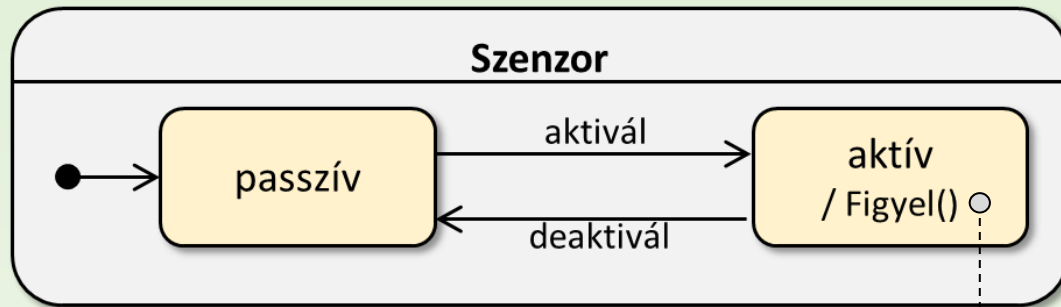 Szenzor
aktivál
passzív
aktív
/ Figyel()
deaktivál